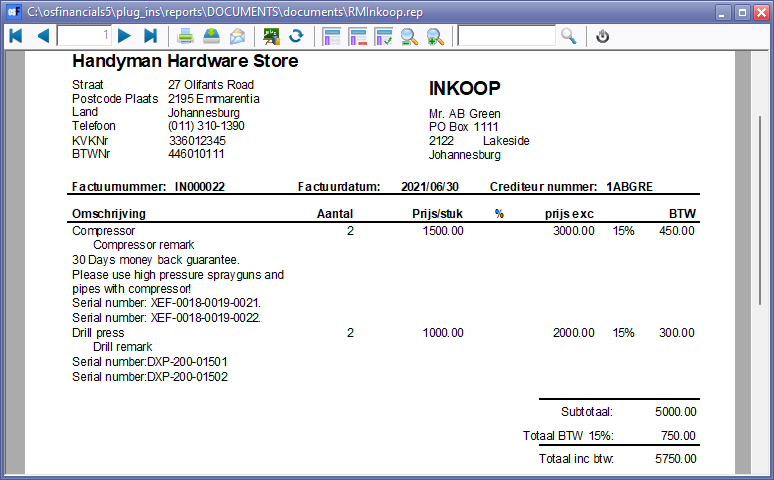 C:\osfinancials5\plug_ins\reports\DOCUMENTS\documents\RMInkoop.rep
1
Handyman Hardware Store
Straat 27 Olifants Road
Postcode Plaats 2195 Emmarentia
Land Johannesburg
Telefoon (011) 310-1390
KVKNr 336012345
BTWNr 446010111
INKOOP
Mr. AB Green
PO Box 1111
2122 Lakeside
Johannesburg
Factuurnummer: IN000022 Factuurdatum: 2021/06/30 Crediteur nummer: 1ABGRE
Omschrijving Aantal Prijs/stuk % prijs exc BTW
Compressor 2 1500.00 3000.00 15% 450.00
Compressor remark
30 Days money back guarantee.
Please use high pressure sprayguns and
pipes with compressor!
Serial number: XEF-0018-0019-0021.
Serial number: XEF-0018-0019-0022.
Drill press 2 1000.00 2000.00 15% 300.00
Drill remark
Serial number:DXP-200-01501
Serial number:DXP-200-01502
Subtotaal: 5000.00
Totaal BTW 15%: 750.00
Totaal inc btw: 5750.00